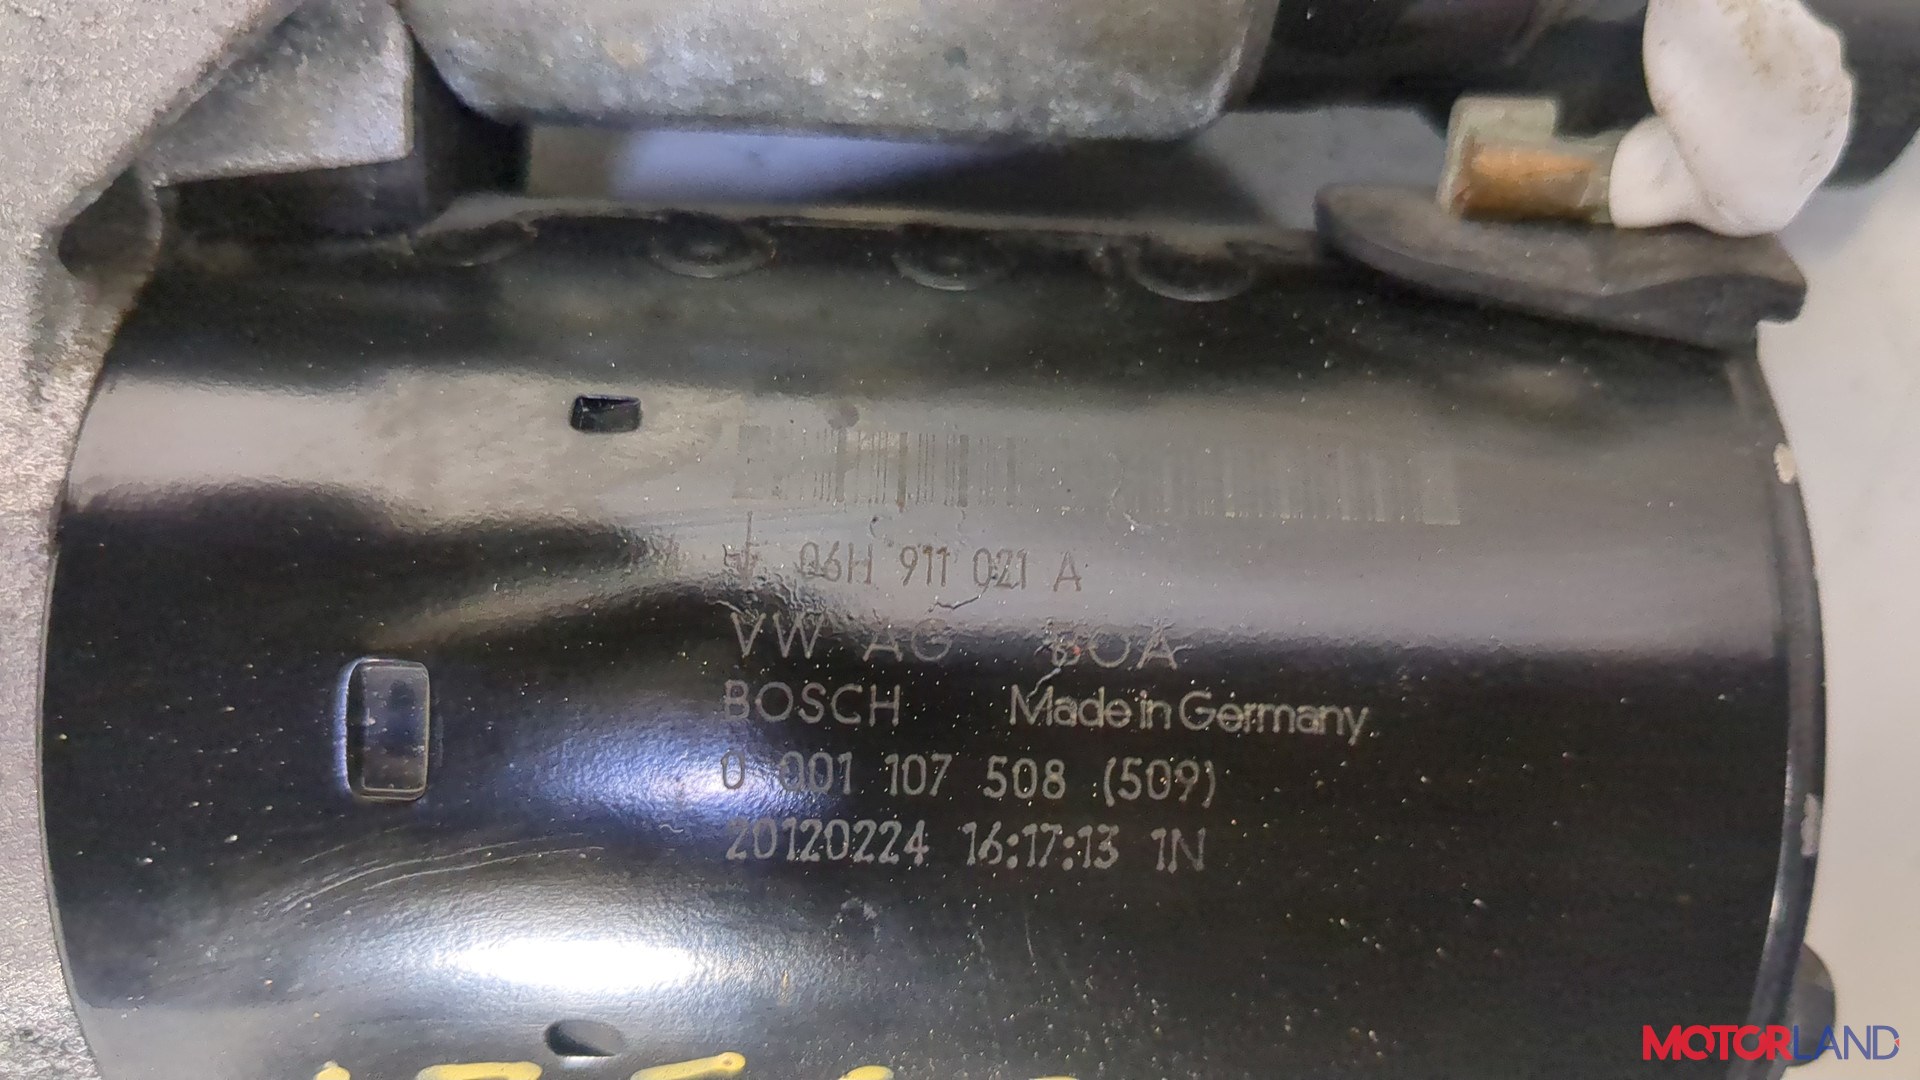 06H 911 021 A
VW AG BOA
BOSCH Made in Germany
0 001 107 508 (509)
20120224 16:17:13 1N
MOTORLAND